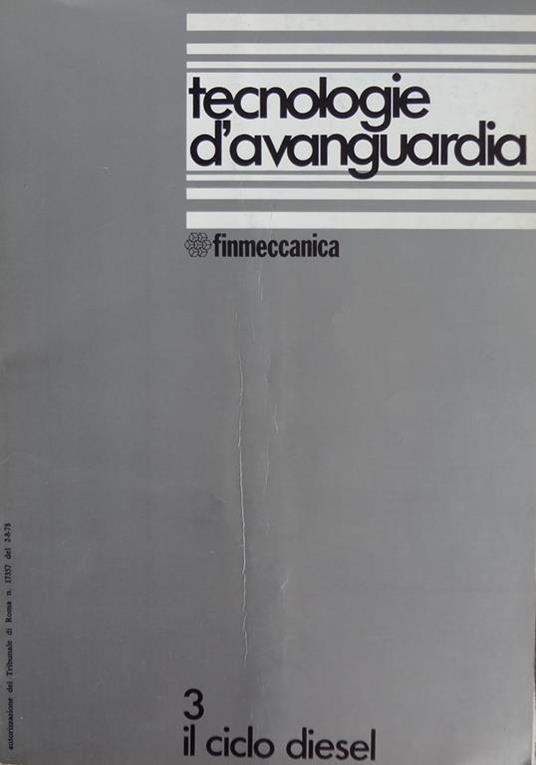 tecnologie
d'avanguardia
finmeccanica
autorizzazione del Tribunale di Roma n. 17357 del 2-8-78
3
il ciclo diesel